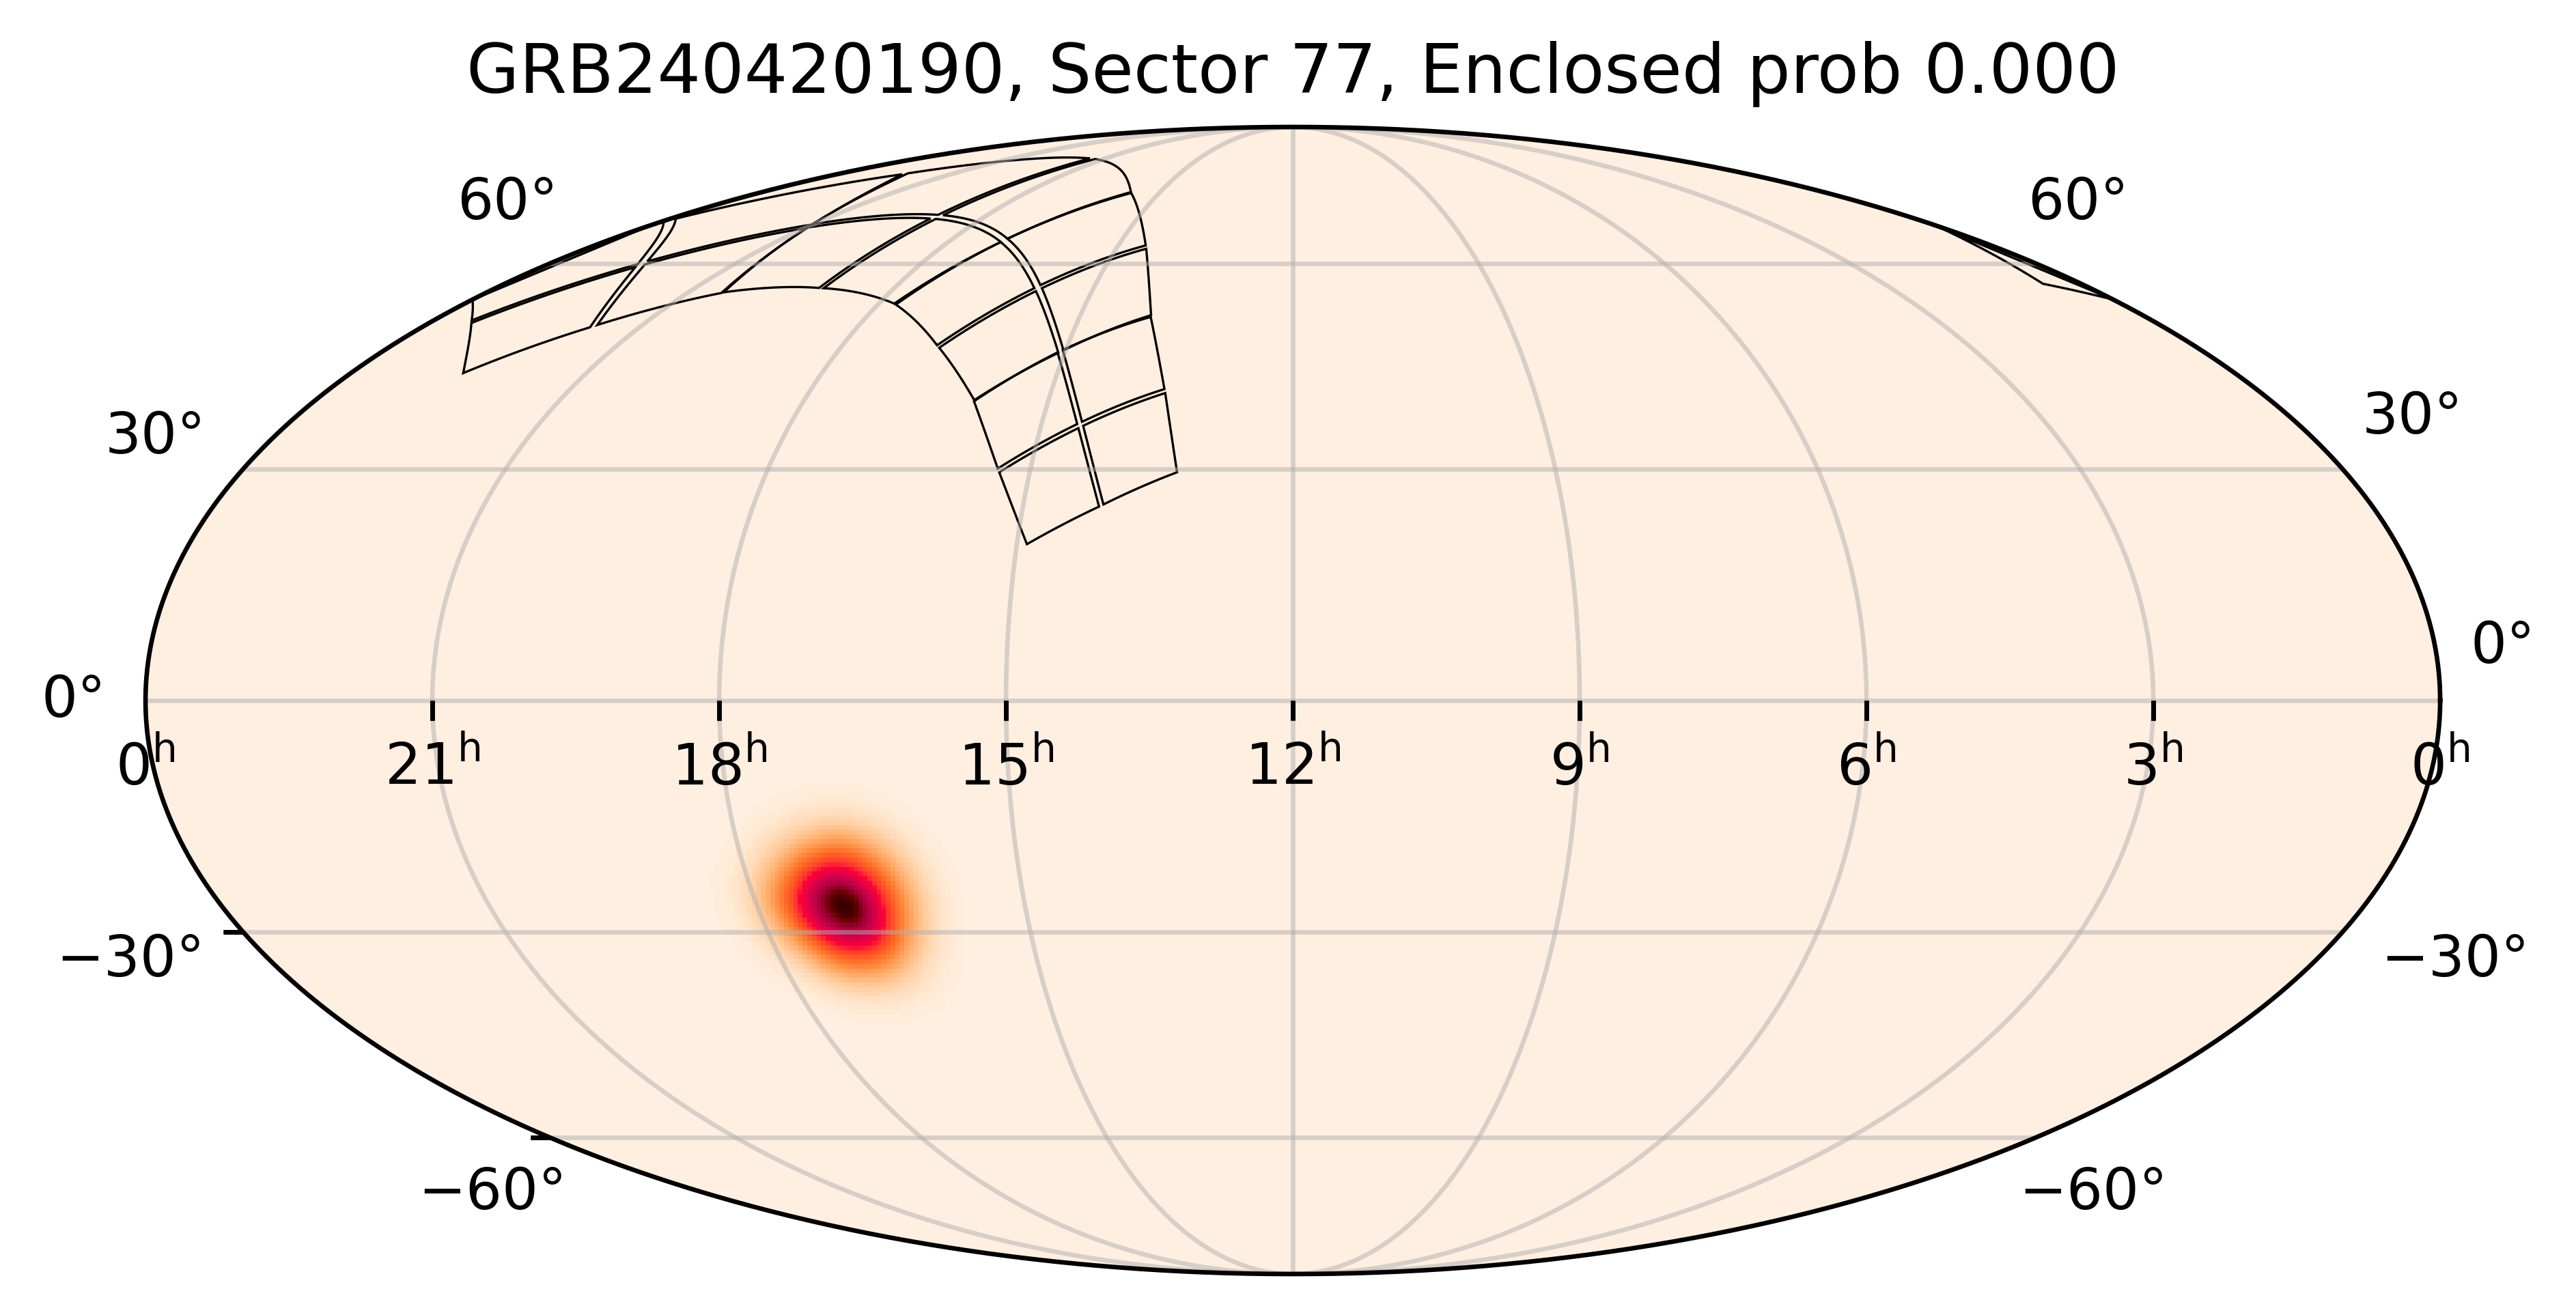 GRB240420190, Sector 77, Enclosed prob 0.000
60° 60°
30° 30°
0° 0°
0ʰ 21ʰ 18ʰ 15ʰ 12ʰ 9ʰ 6ʰ 3ʰ 0ʰ
−30° −30°
−60° −60°